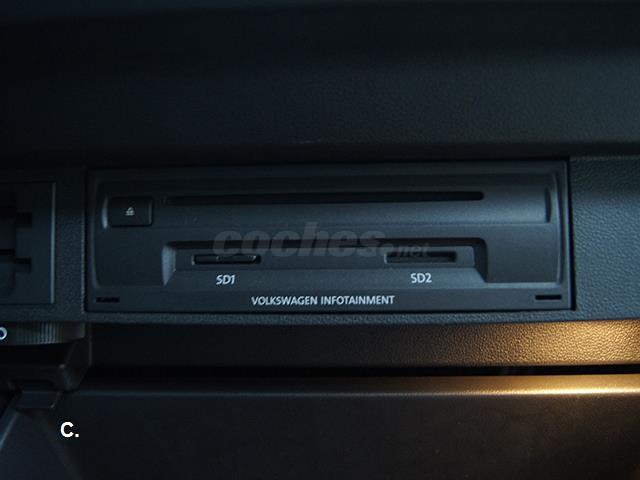 coches.net
SD1 SD2
VOLKSWAGEN INFOTAINMENT
O
C.